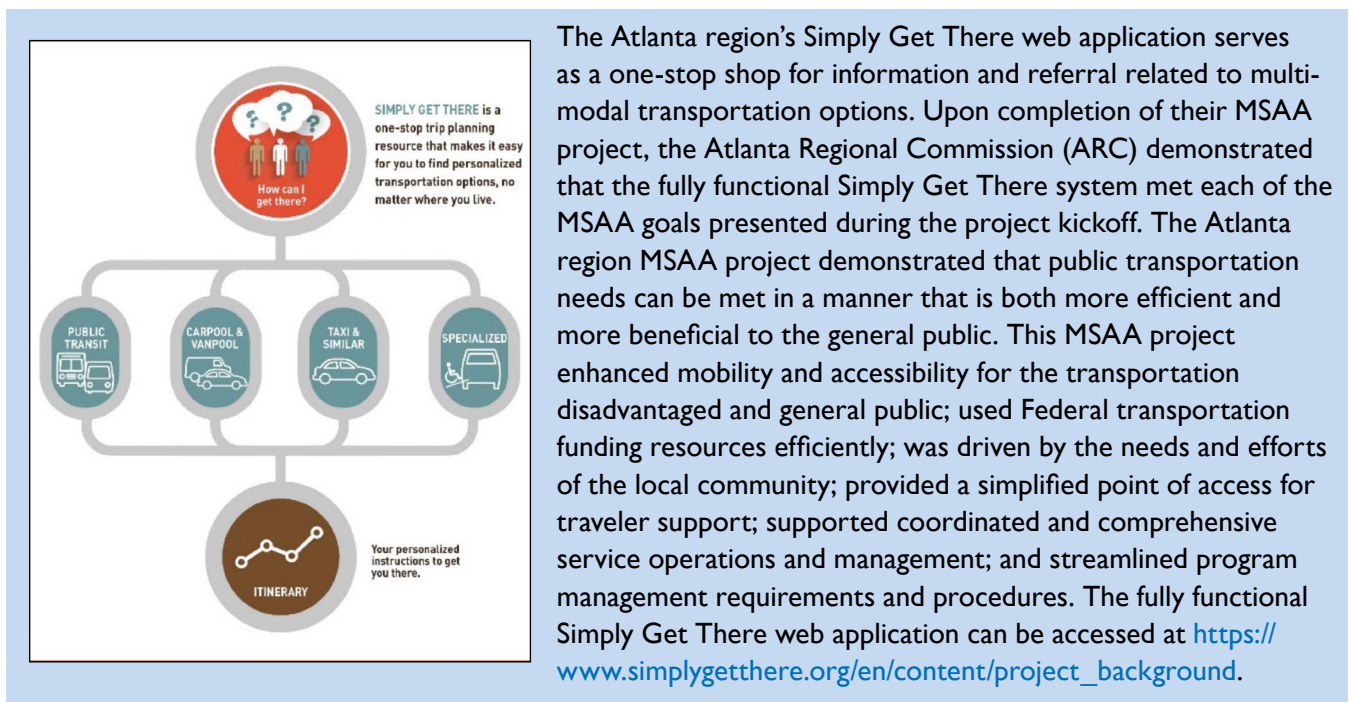 ?
?
?
How can I
get there?
SIMPLY GET THERE is a
one-stop trip planning
resource that makes it easy
for you to find personalized
transportation options, no
matter where you live.
PUBLIC
TRANSIT
CARPOOL &
VANPOOL
TAXI &
SIMILAR
SPECIALIZED
ITINERARY
Your personalized
instructions to get
you there.
The Atlanta region’s Simply Get There web application serves
as a one-stop shop for information and referral related to multi-
modal transportation options. Upon completion of their MSAA
project, the Atlanta Regional Commission (ARC) demonstrated
that the fully functional Simply Get There system met each of the
MSAA goals presented during the project kickoff. The Atlanta
region MSAA project demonstrated that public transportation
needs can be met in a manner that is both more efficient and
more beneficial to the general public. This MSAA project
enhanced mobility and accessibility for the transportation
disadvantaged and general public; used Federal transportation
funding resources efficiently; was driven by the needs and efforts
of the local community; provided a simplified point of access for
traveler support; supported coordinated and comprehensive
service operations and management; and streamlined program
management requirements and procedures. The fully functional
Simply Get There web application can be accessed at https://
www.simplygetthere.org/en/content/project_background.